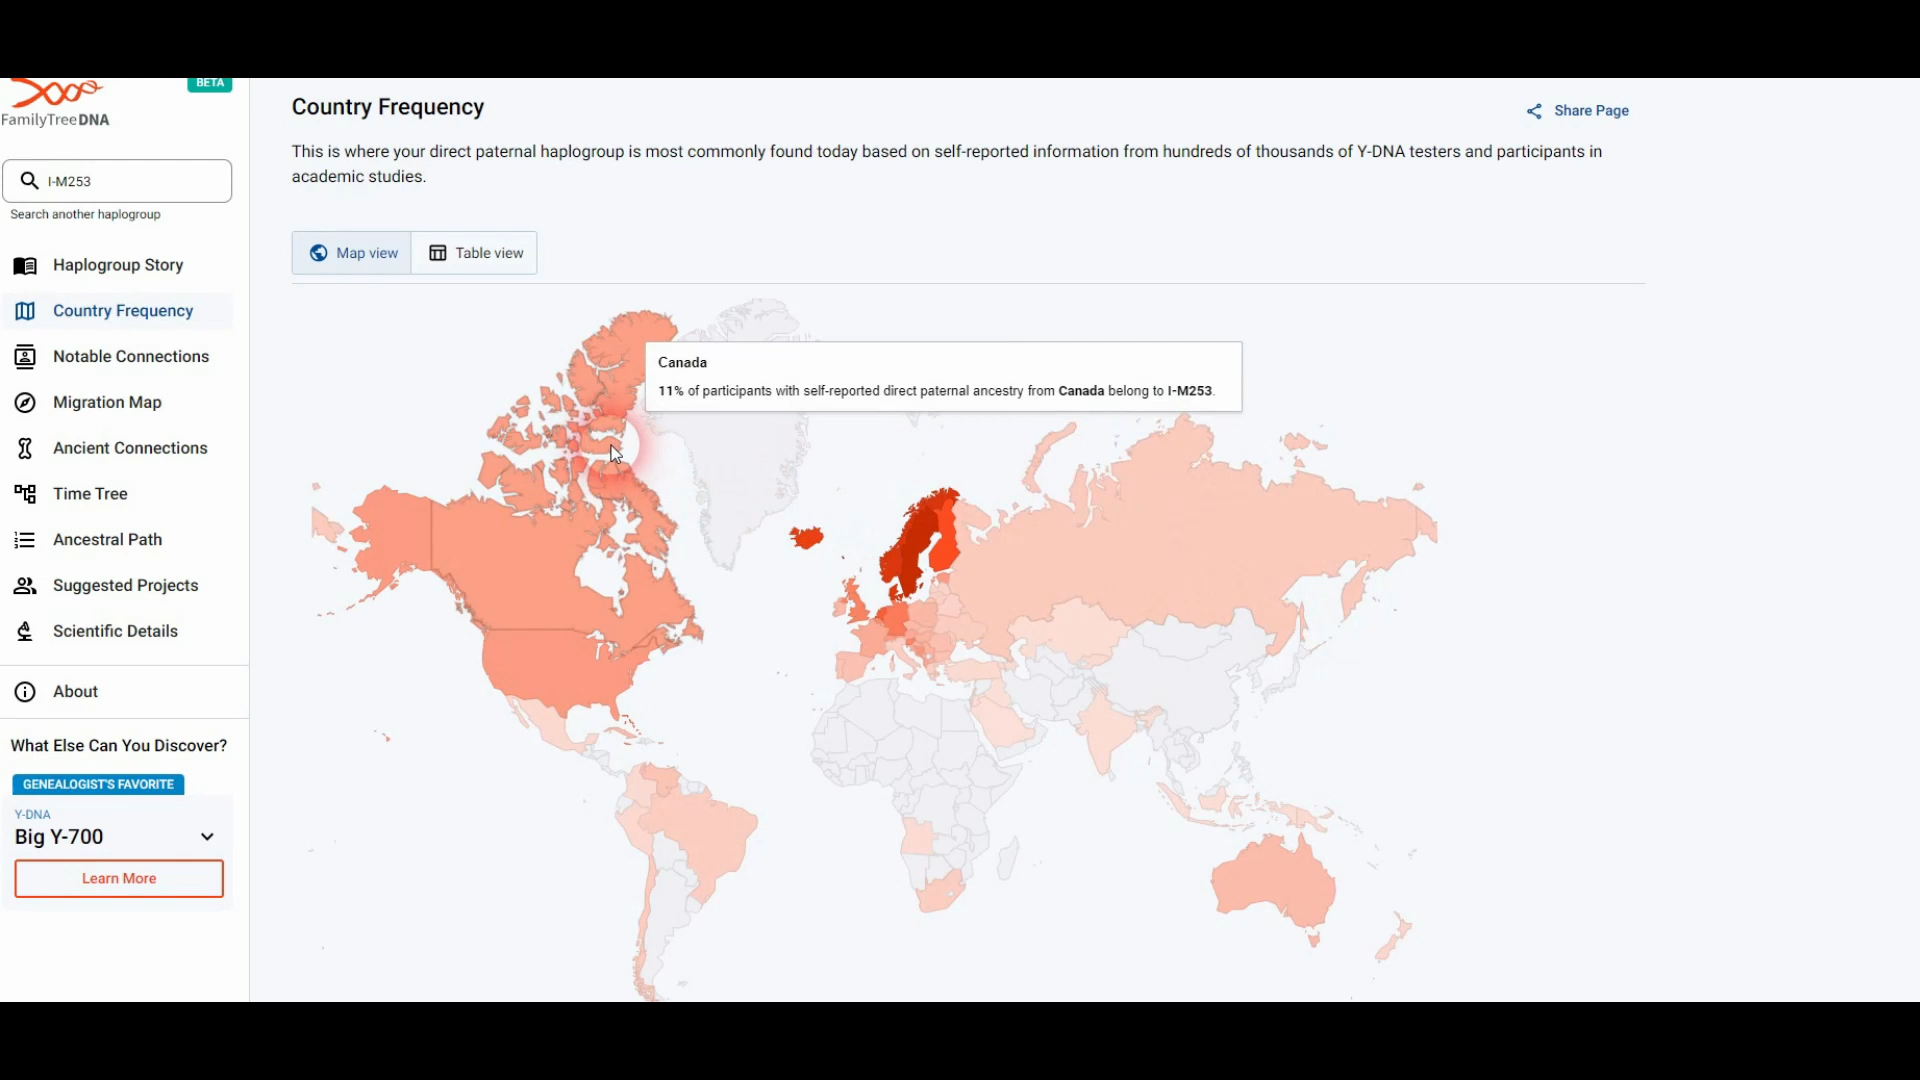 BETA
FamilyTreeDNA
I-M253
Search another haplogroup
Haplogroup Story
Country Frequency
Notable Connections
Migration Map
Ancient Connections
Time Tree
Ancestral Path
Suggested Projects
Scientific Details
About
What Else Can You Discover?
GENEALOGIST'S FAVORITE
Y-DNA
Big Y-700
Learn More
Country Frequency
Share Page
This is where your direct paternal haplogroup is most commonly found today based on self-reported information from hundreds of thousands of Y-DNA testers and participants in
academic studies.
Map view
Table view
Canada
11% of participants with self-reported direct paternal ancestry from Canada belong to I-M253.